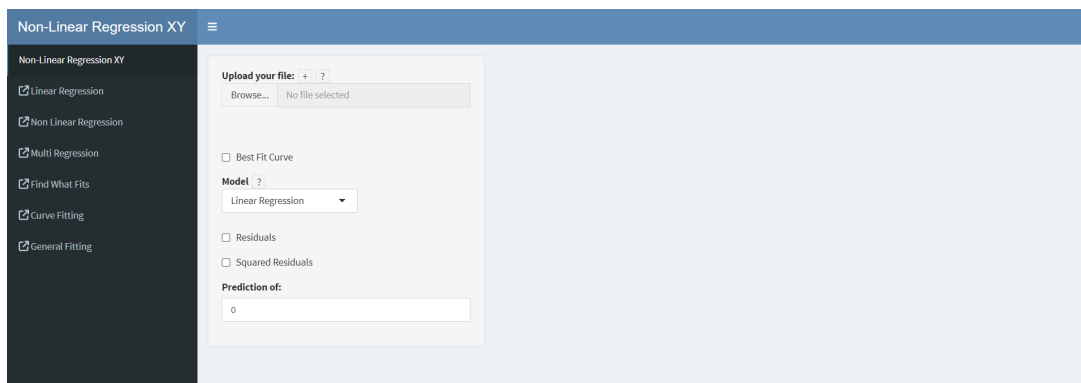 Non-Linear Regression XY
Non-Linear Regression XY
Linear Regression
Non Linear Regression
Multi Regression
Find What Fits
Curve Fitting
General Fitting
Upload your file: + ?
Browse... No file selected
Best Fit Curve
Model ?
Linear Regression
Residuals
Squared Residuals
Prediction of:
0